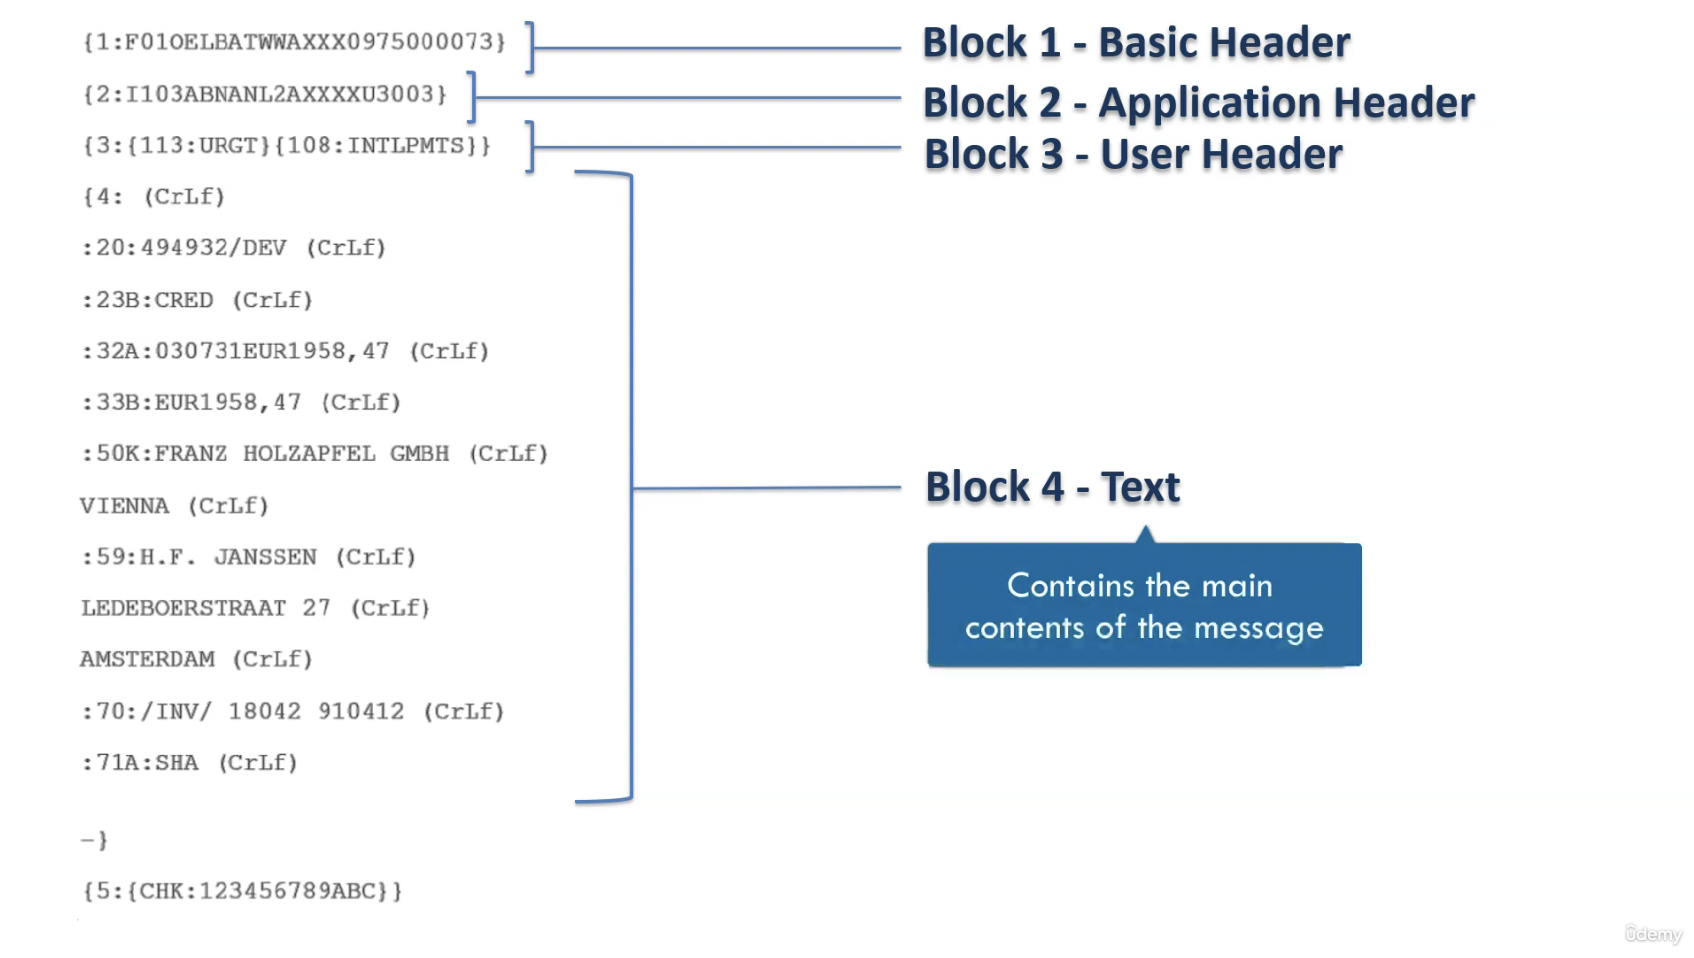 {1:F01OELBATWWAXXX0975000073}
Block 1 - Basic Header
{2:I103ABNANL2AXXXXU3003}
Block 2 - Application Header
{3:{113:URGT}{108:INTLPMTS}}
Block 3 - User Header
{4: (CrLf)
:20:494932/DEV (CrLf)
:23B:CRED (CrLf)
:32A:030731EUR1958,47 (CrLf)
:33B:EUR1958,47 (CrLf)
:50K:FRANZ HOLZAPFEL GMBH (CrLf)
VIENNA (CrLf)
:59:H.F. JANSSEN (CrLf)
LEDEBOERSTRAAT 27 (CrLf)
AMSTERDAM (CrLf)
:70:/INV/ 18042 910412 (CrLf)
:71A:SHA (CrLf)
Block 4 - Text
Contains the main
contents of the message
–}
{5:{CHK:123456789ABC}}
ûdemy